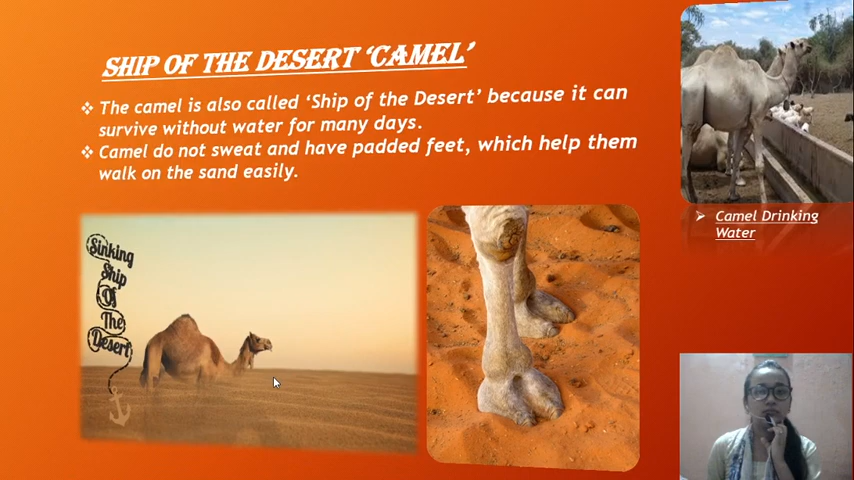 SHIP OF THE DESERT ‘CAMEL’
❖ The camel is also called ‘Ship of the Desert’ because it can
survive without water for many days.
❖ Camel do not sweat and have padded feet, which help them
walk on the sand easily.
➢ Camel Drinking
Water
Sinking
Ship
Of
The
Desert